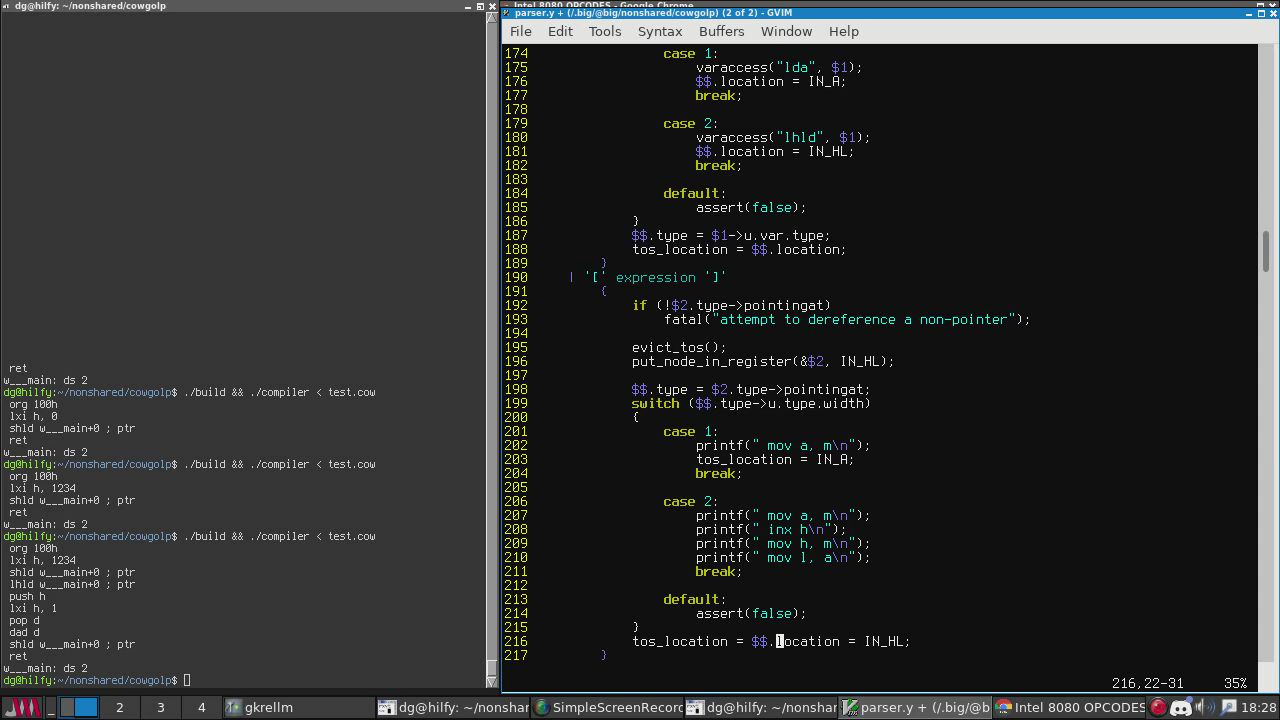 dg@hilfy: ~/nonshared/cowgolp
ret
w___main: ds 2
dg@hilfy:~/nonshared/cowgolp$ ./build && ./compiler < test.cow
org 100h
lxi h, 0
shld w___main+0 ; ptr
ret
w___main: ds 2
dg@hilfy:~/nonshared/cowgolp$ ./build && ./compiler < test.cow
org 100h
lxi h, 1234
shld w___main+0 ; ptr
ret
w___main: ds 2
dg@hilfy:~/nonshared/cowgolp$ ./build && ./compiler < test.cow
org 100h
lxi h, 1234
shld w___main+0 ; ptr
lhld w___main+0 ; ptr
push h
lxi h, 1
pop d
dad d
shld w___main+0 ; ptr
ret
w___main: ds 2
dg@hilfy:~/nonshared/cowgolp$
Intel 8080 OPCODES - Google Chrome
parser.y + (/.big/@big/nonshared/cowgolp) (2 of 2) - GVIM
File Edit Tools Syntax Buffers Window Help
174 case 1:
175 varaccess("lda", $1);
176 $$.location = IN_A;
177 break;
178
179 case 2:
180 varaccess("lhld", $1);
181 $$.location = IN_HL;
182 break;
183
184 default:
185 assert(false);
186 }
187 $$.type = $1->u.var.type;
188 tos_location = $$.location;
189 }
190 | '[' expression ']'
191 {
192 if (!$2.type->pointingat)
193 fatal("attempt to dereference a non-pointer");
194
195 evict_tos();
196 put_node_in_register(&$2, IN_HL);
197
198 $$.type = $2.type->pointingat;
199 switch ($$.type->u.type.width)
200 {
201 case 1:
202 printf(" mov a, m\n");
203 tos_location = IN_A;
204 break;
205
206 case 2:
207 printf(" mov a, m\n");
208 printf(" inx h\n");
209 printf(" mov h, m\n");
210 printf(" mov l, a\n");
211 break;
212
213 default:
214 assert(false);
215 }
216 tos_location = $$.location = IN_HL;
217 }
216,22-31 35%
2 3 4 gkrellm dg@hilfy: ~/nonshar SimpleScreenRecord dg@hilfy: ~/nonshar parser.y + (/.big/@b Intel 8080 OPCODES 18:28